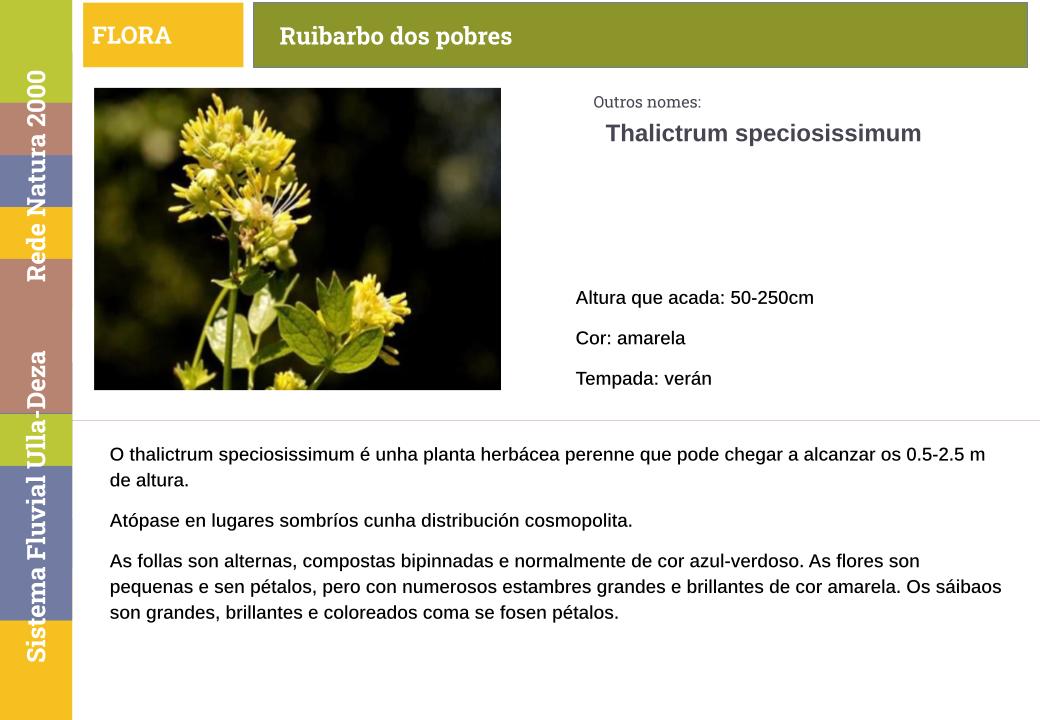 FLORA
Ruibarbo dos pobres
Outros nomes:
Thalictrum speciosissimum
Altura que acada: 50-250cm
Cor: amarela
Tempada: verán
O thalictrum speciosissimum é unha planta herbácea perenne que pode chegar a alcanzar os 0.5-2.5 m
de altura.
Atópase en lugares sombríos cunha distribución cosmopolita.
As follas son alternas, compostas bipinnadas e normalmente de cor azul-verdoso. As flores son
pequenas e sen pétalos, pero con numerosos estambres grandes e brillantes de cor amarela. Os sáibaos
son grandes, brillantes e coloreados coma se fosen pétalos.
Sistema Fluvial Ulla-Deza Rede Natura 2000